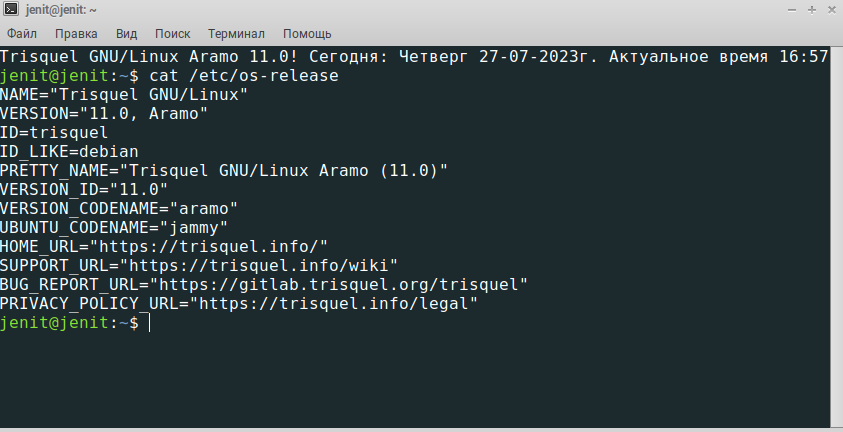 jenit@jenit: ~
Файл Правка Вид Поиск Терминал Помощь
Trisquel GNU/Linux Aramo 11.0! Сегодня: Четверг 27-07-2023г. Актуальное время 16:57
jenit@jenit:~$ cat /etc/os-release
NAME="Trisquel GNU/Linux"
VERSION="11.0, Aramo"
ID=trisquel
ID_LIKE=debian
PRETTY_NAME="Trisquel GNU/Linux Aramo (11.0)"
VERSION_ID="11.0"
VERSION_CODENAME="aramo"
UBUNTU_CODENAME="jammy"
HOME_URL="https://trisquel.info/"
SUPPORT_URL="https://trisquel.info/wiki"
BUG_REPORT_URL="https://gitlab.trisquel.org/trisquel"
PRIVACY_POLICY_URL="https://trisquel.info/legal"
jenit@jenit:~$